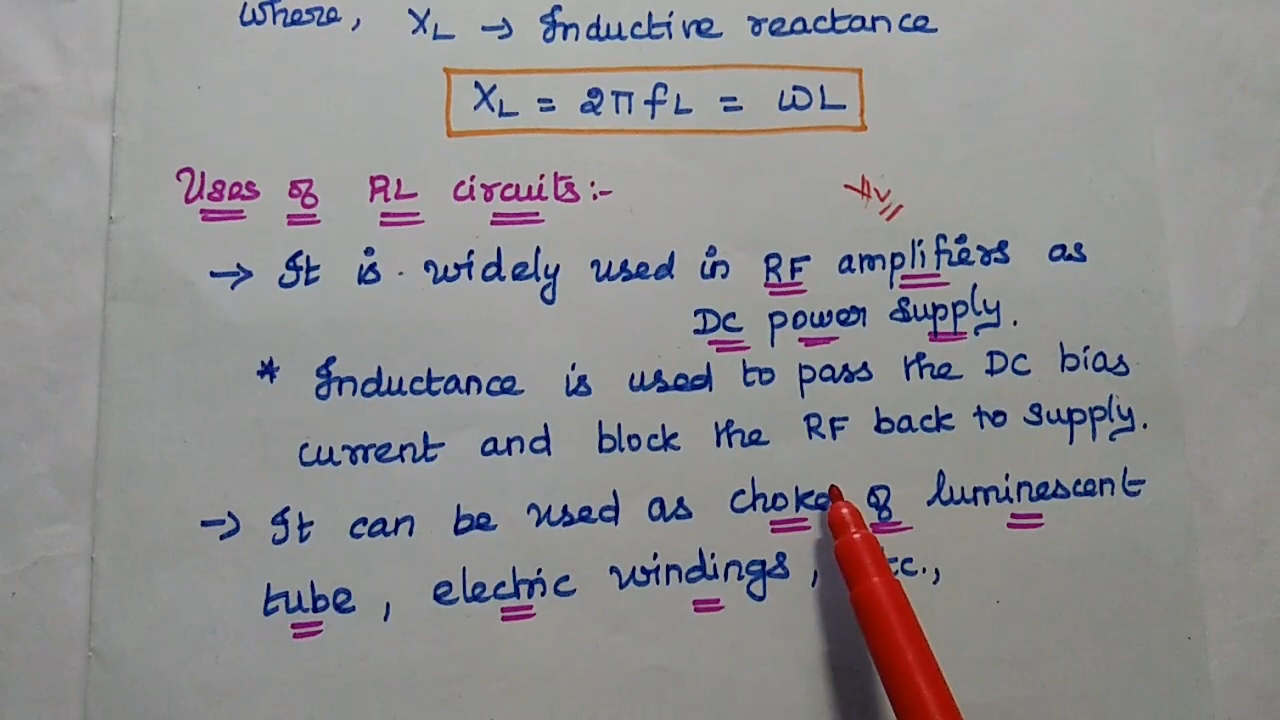 where, XL → Inductive reactance
XL = 2πfL = ωL
Uses of RL circuits:-
→ It is widely used in RF amplifiers as
DC power supply.
* Inductance is used to pass the DC bias
current and block the RF back to supply.
→ It can be used as choke of luminescent
tube, electric windings, etc.,